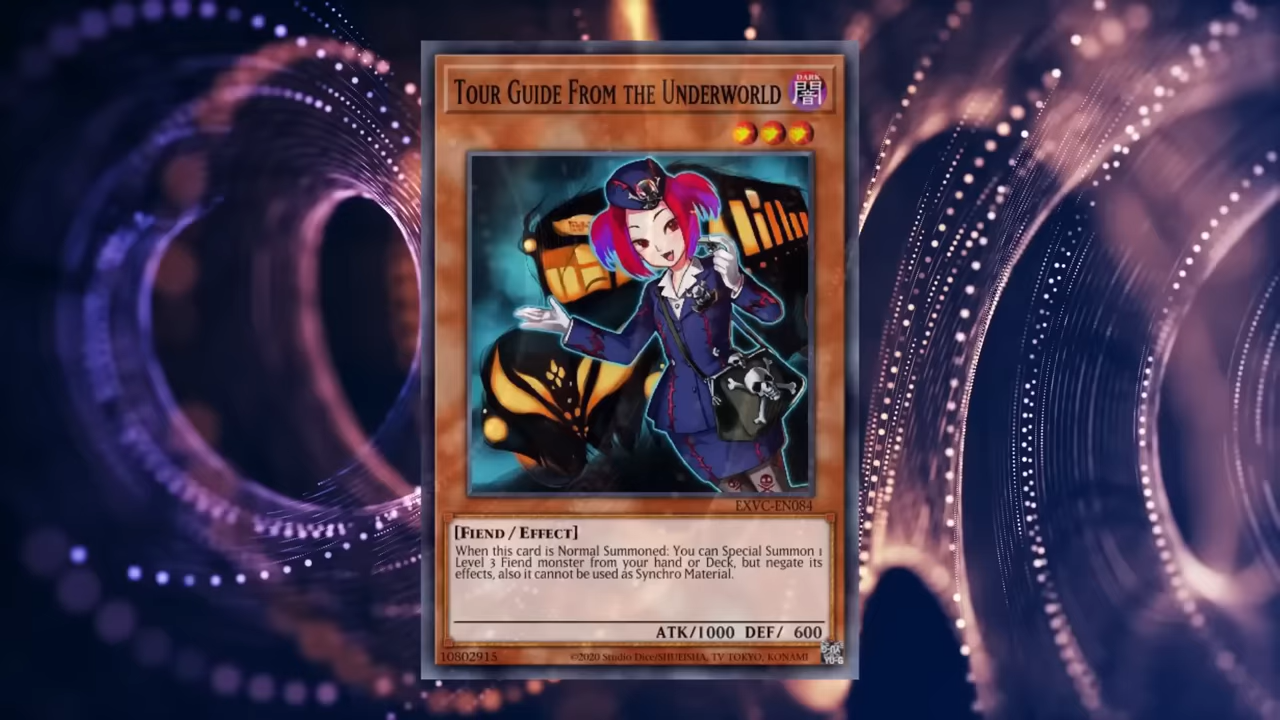 TOUR GUIDE FROM THE UNDERWORLD
DARK
闇
EXVC-EN084
[FIEND / EFFECT]
When this card is Normal Summoned: You can Special Summon 1
Level 3 Fiend monster from your hand or Deck, but negate its
effects, also it cannot be used as Synchro Material.
ATK/1000 DEF/ 600
10802915
©2020 Studio Dice/SHUEISHA, TV TOKYO, KONAMI